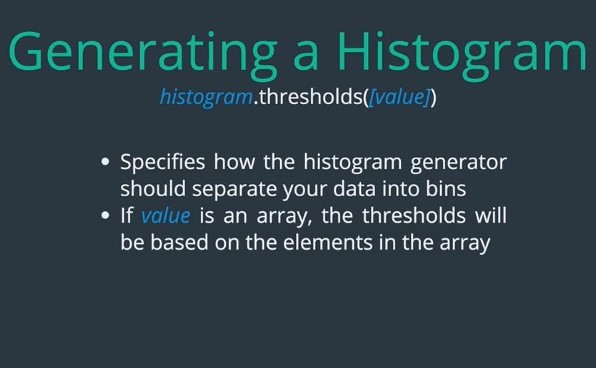 Generating a Histogram
histogram.thresholds([value])
• Specifies how the histogram generator
should separate your data into bins
• If value is an array, the thresholds will
be based on the elements in the array